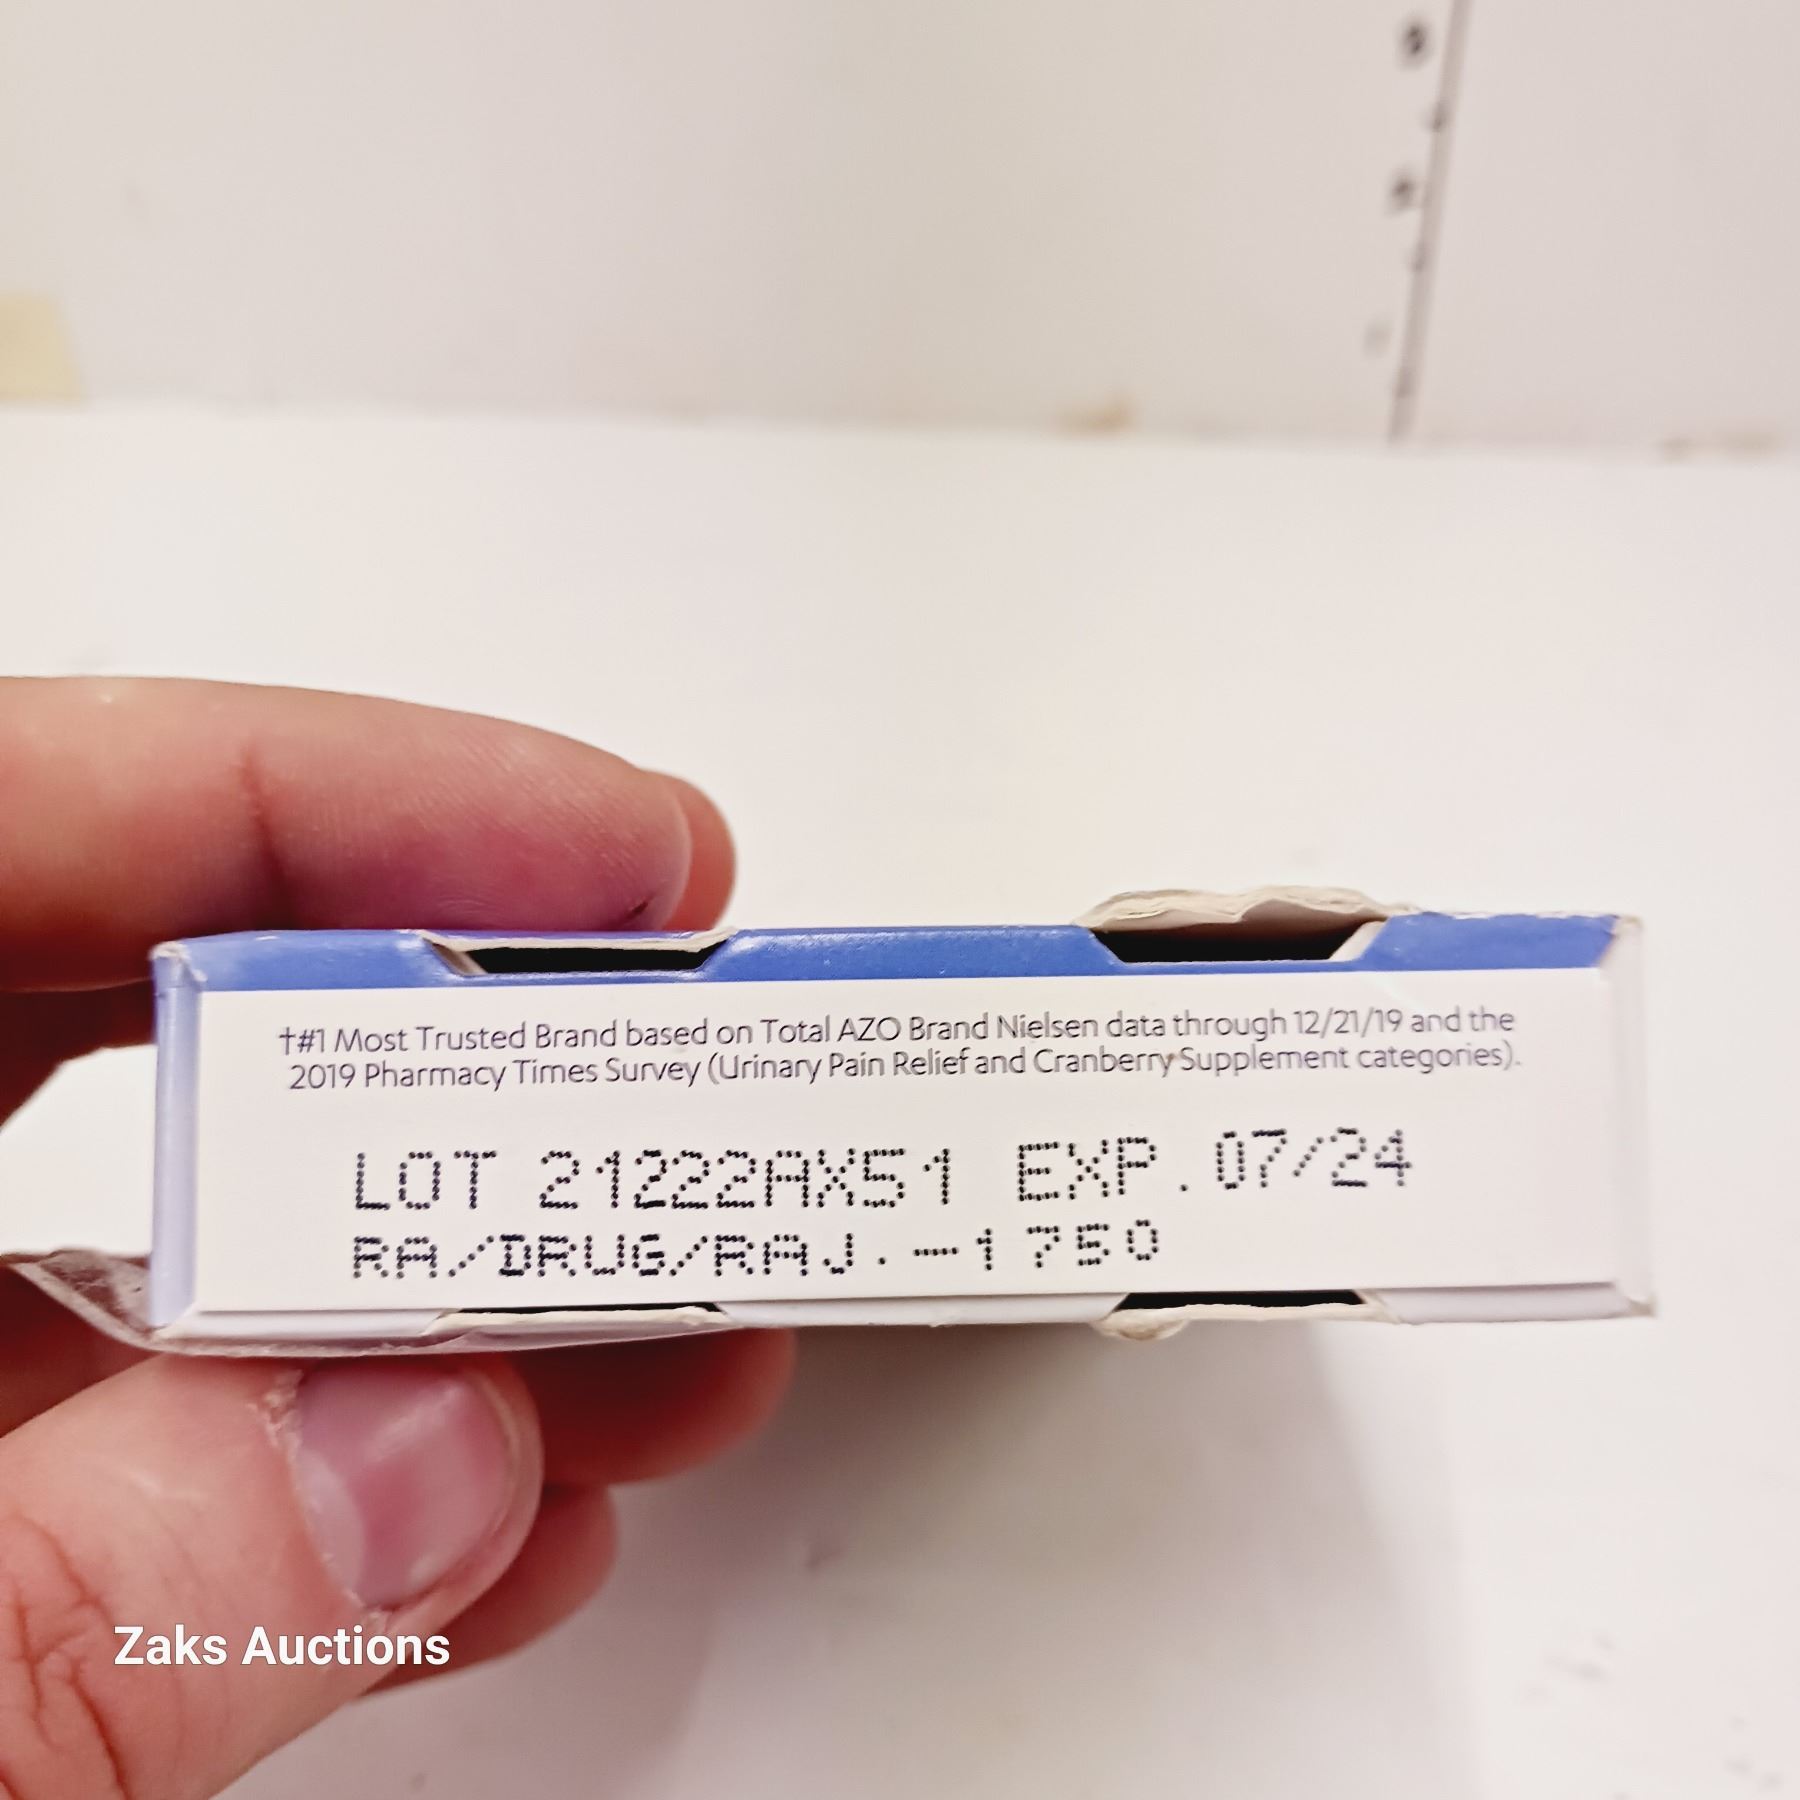 †#1 Most Trusted Brand based on Total AZO Brand Nielsen data through 12/21/19 and the
2019 Pharmacy Times Survey (Urinary Pain Relief and Cranberry Supplement categories).
LOT 21222AX51 EXP. 07/24
RA/DRUG/RAJ.-1750
Zaks Auctions